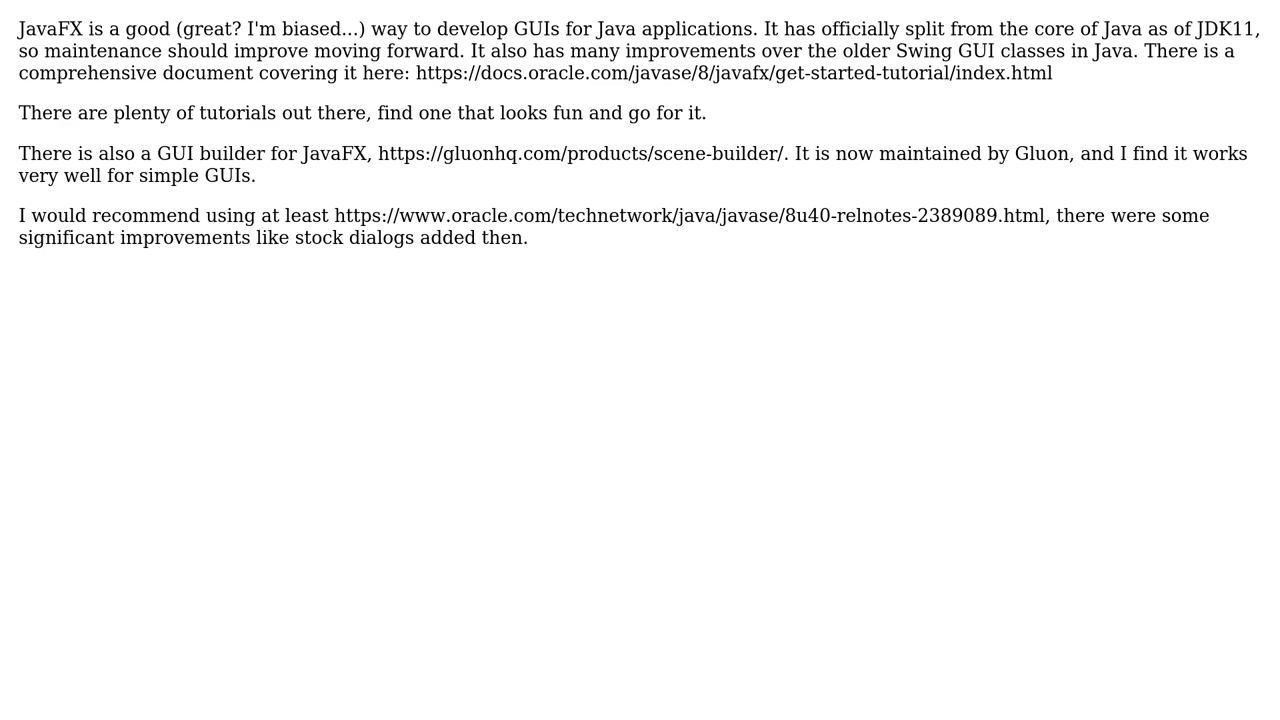 JavaFX is a good (great? I'm biased...) way to develop GUIs for Java applications. It has officially split from the core of Java as of JDK11,
so maintenance should improve moving forward. It also has many improvements over the older Swing GUI classes in Java. There is a
comprehensive document covering it here: https://docs.oracle.com/javase/8/javafx/get-started-tutorial/index.html
There are plenty of tutorials out there, find one that looks fun and go for it.
There is also a GUI builder for JavaFX, https://gluonhq.com/products/scene-builder/. It is now maintained by Gluon, and I find it works
very well for simple GUIs.
I would recommend using at least https://www.oracle.com/technetwork/java/javase/8u40-relnotes-2389089.html, there were some
significant improvements like stock dialogs added then.